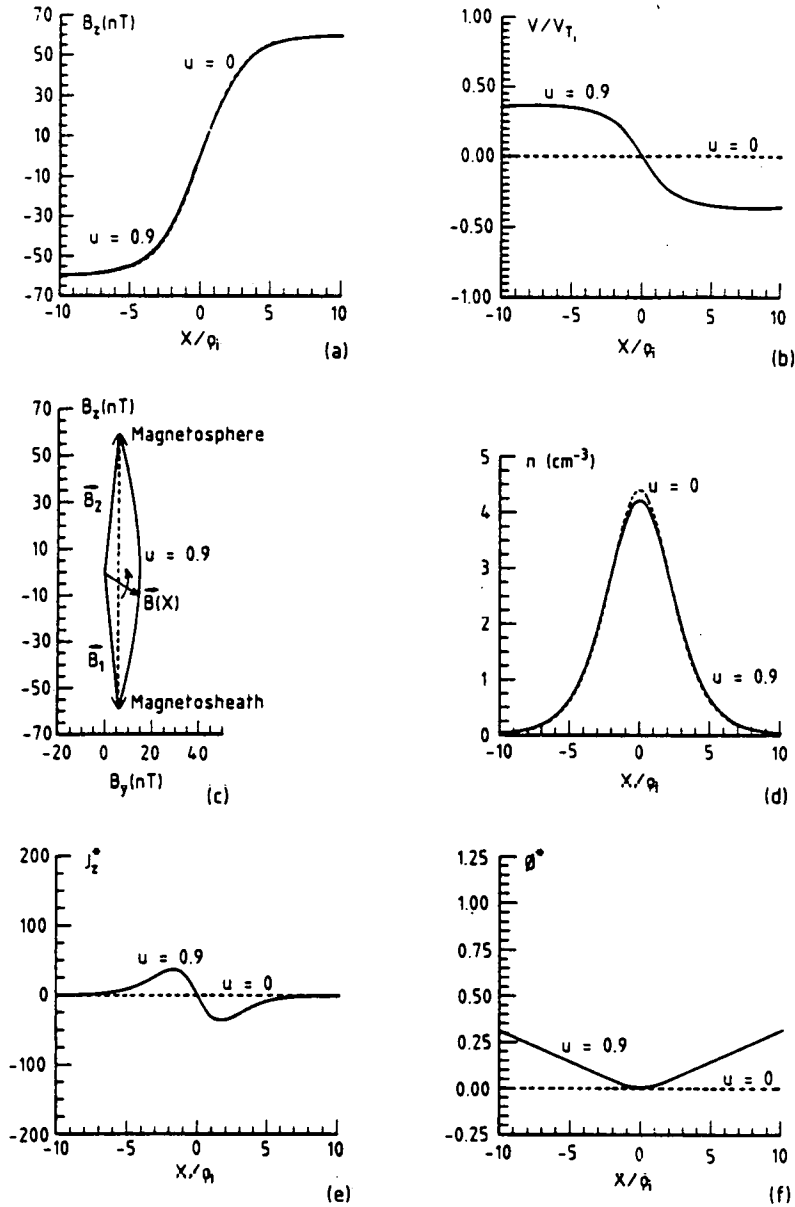 70
B_z(nT)
50
30
10
-10
-30
-50
-70
u = 0
u = 0.9
-10 -5 0 5 10
X/ρ_i
(a)
1.00
V/V_Ti
0.50
0.00
-0.50
-1.00
u = 0.9
u = 0
-10 -5 0 5 10
X/ρ_i
(b)
70
B_z(nT)
50
30
10
-10
-30
-50
-70
Magnetosphere
B_2
u = 0.9
B(X)
B_1
Magnetosheath
-20 0 20 40
B_y(nT)
(c)
5
n (cm⁻³)
4
3
2
1
0
u = 0
u = 0.9
-10 -5 0 5 10
X/ρ_i
(d)
200
J_z*
100
0
-100
-200
u = 0.9
u = 0
-10 -5 0 5 10
X/ρ_i
(e)
1.25
Ø*
1.00
0.75
0.50
0.25
0.00
-0.25
u = 0.9
u = 0
-10 -5 0 5 10
X/ρ_i
(f)